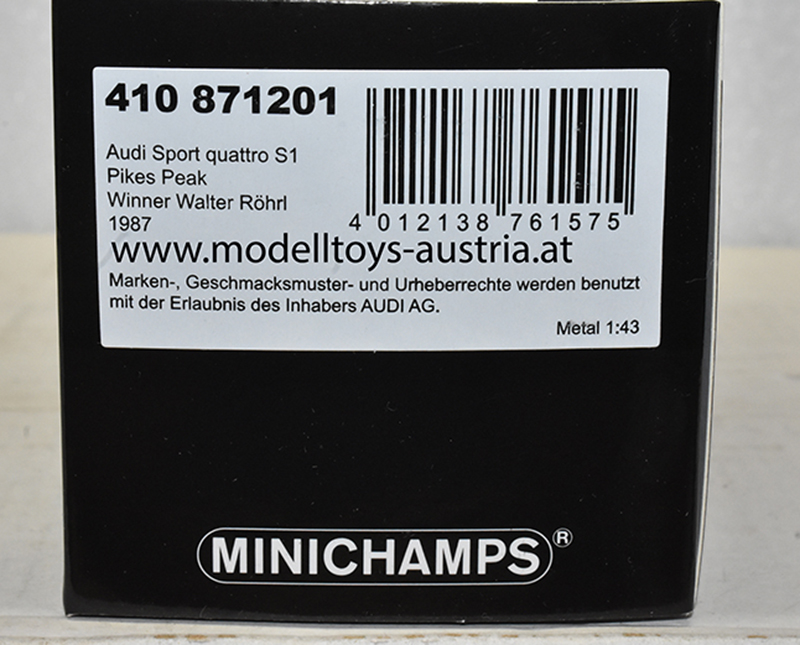 410 871201
Audi Sport quattro S1
Pikes Peak
Winner Walter Röhrl
1987
4 012138 761575
www.modelltoys-austria.at
Marken-, Geschmacksmuster- und Urheberrechte werden benutzt
mit der Erlaubnis des Inhabers AUDI AG.
Metal 1:43
MINICHAMPS®